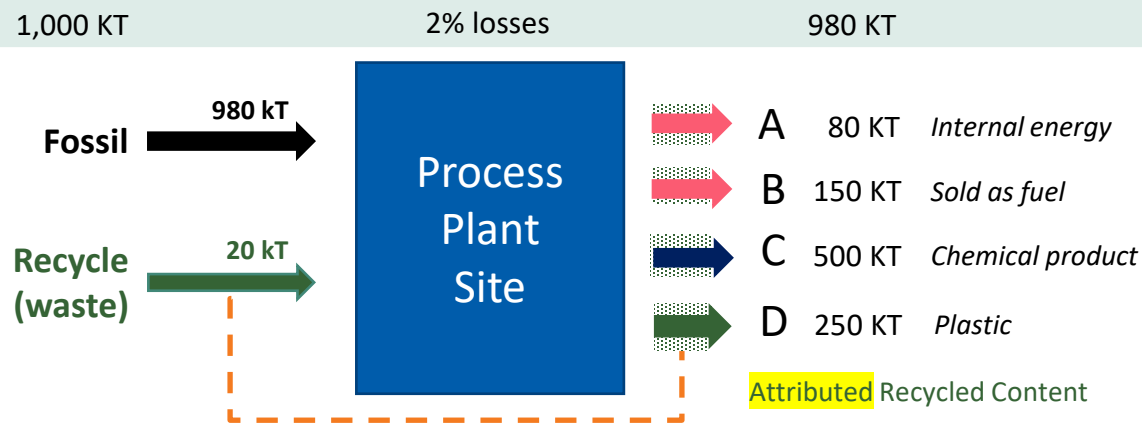 1,000 KT 2% losses 980 KT
980 kT
Fossil
20 kT
Recycle
(waste)
Process
Plant
Site
A 80 KT Internal energy
B 150 KT Sold as fuel
C 500 KT Chemical product
D 250 KT Plastic
Attributed Recycled Content